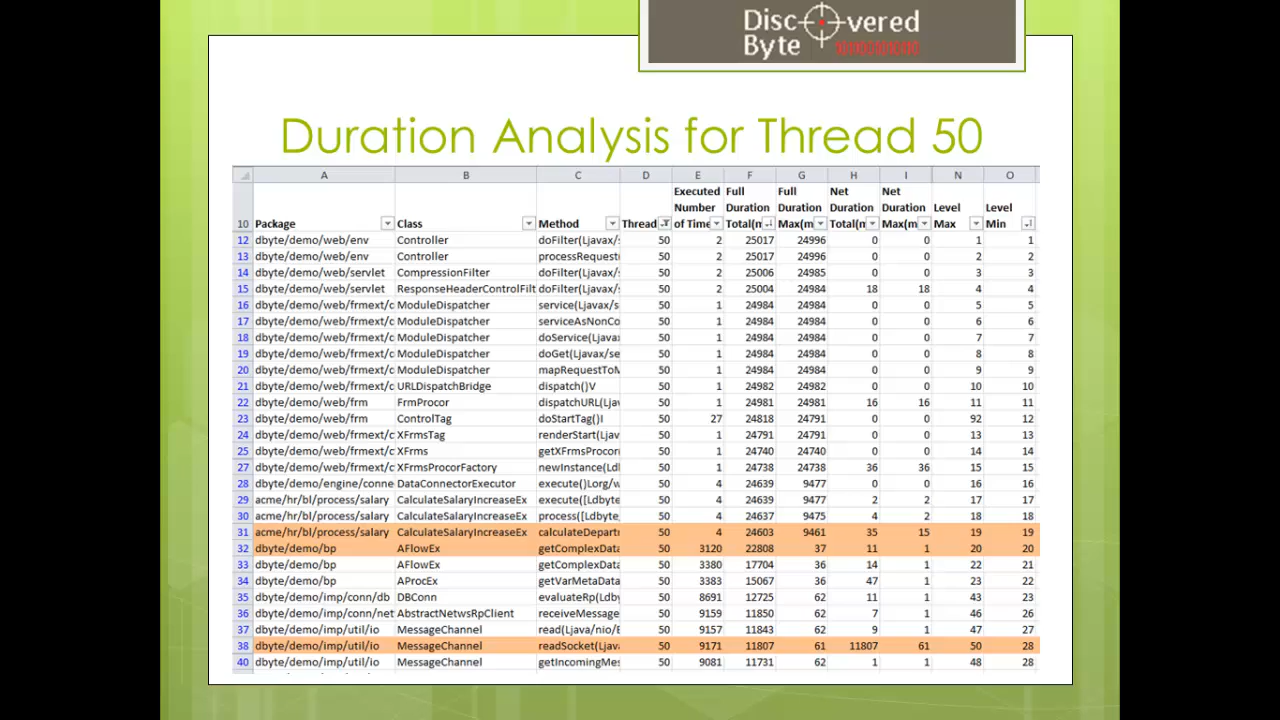 Disc vered
Byte
Duration Analysis for Thread 50
A B C D E F G H I N O
Executed Full Full Net Net
Number Duration Duration Duration Duration Level Level
10 Package Class Method Thread of Time Total(m Max(m Total(m Max(m Max Min
12 dbyte/demo/web/env Controller doFilter(Ljavax/s 50 2 25017 24996 0 0 1 1
13 dbyte/demo/web/env Controller processRequest 50 2 25017 24996 0 0 2 2
14 dbyte/demo/web/servlet CompressionFilter doFilter(Ljavax/s 50 2 25006 24985 0 0 3 3
15 dbyte/demo/web/servlet ResponseHeaderControlFilt doFilter(Ljavax/s 50 2 25004 24984 18 18 4 4
16 dbyte/demo/web/frmext/c ModuleDispatcher service(Ljavax/s 50 1 24984 24984 0 0 5 5
17 dbyte/demo/web/frmext/c ModuleDispatcher serviceAsNonCo 50 1 24984 24984 0 0 6 6
18 dbyte/demo/web/frmext/c ModuleDispatcher doService(Ljava 50 1 24984 24984 0 0 7 7
19 dbyte/demo/web/frmext/c ModuleDispatcher doGet(Ljavax/se 50 1 24984 24984 0 0 8 8
20 dbyte/demo/web/frmext/c ModuleDispatcher mapRequestToM 50 1 24984 24984 0 0 9 9
21 dbyte/demo/web/frmext/c URLDispatchBridge dispatch()V 50 1 24982 24982 0 0 10 10
22 dbyte/demo/web/frm FrmProcor dispatchURL(Ljav 50 1 24981 24981 16 16 11 11
23 dbyte/demo/web/frm ControlTag doStartTag()I 50 27 24818 24791 0 0 92 12
24 dbyte/demo/web/frmext/c XFrmsTag renderStart(Ljav 50 1 24791 24791 0 0 13 13
25 dbyte/demo/web/frmext/c XFrms getXFrmsProcor 50 1 24740 24740 0 0 14 14
27 dbyte/demo/web/frmext/c XFrmsProcorFactory newInstance(Ldb 50 1 24738 24738 36 36 15 15
28 dbyte/demo/engine/conne DataConnectorExecutor execute()Lorg/w 50 4 24639 9477 0 0 16 16
29 acme/hr/bl/process/salary CalculateSalaryIncreaseEx execute([Ldbyte 50 4 24639 9477 2 2 17 17
30 acme/hr/bl/process/salary CalculateSalaryIncreaseEx process([Ldbyte 50 4 24637 9475 4 2 18 18
31 acme/hr/bl/process/salary CalculateSalaryIncreaseEx calculateDepart 50 4 24603 9461 35 15 19 19
32 dbyte/demo/bp AFlowEx getComplexData 50 3120 22808 37 11 1 20 20
33 dbyte/demo/bp AFlowEx getComplexData 50 3380 17704 36 14 1 22 21
34 dbyte/demo/bp AProcEx getVarMetaData 50 3383 15067 36 47 1 23 22
35 dbyte/demo/imp/conn/db DBConn evaluateRp(Ldby 50 8691 12725 62 11 1 43 23
36 dbyte/demo/imp/conn/net AbstractNetwsRpClient receiveMessage 50 9159 11850 62 7 1 46 26
37 dbyte/demo/imp/util/io MessageChannel read(Ljava/nio/B 50 9157 11843 62 9 1 47 27
38 dbyte/demo/imp/util/io MessageChannel readSocket(Ljav 50 9171 11807 61 11807 61 50 28
40 dbyte/demo/imp/util/io MessageChannel getIncomingMes 50 9081 11731 62 1 1 48 28